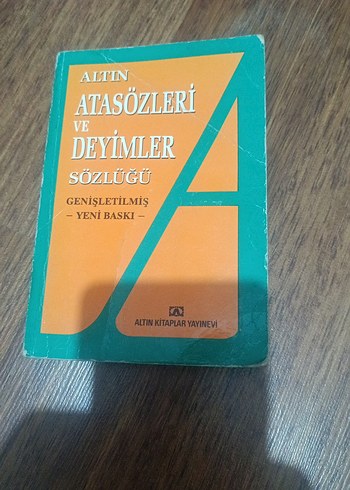 ALTIN
ATASÖZLERİ
VE
DEYİMLER
SÖZLÜĞÜ
GENİŞLETİLMİŞ
– YENİ BASKI –
ALTIN KİTAPLAR YAYINEVİ